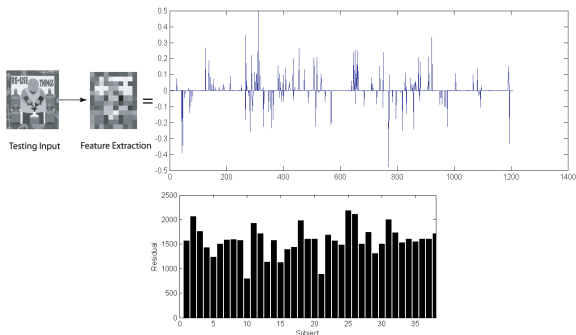 RE-USE THINGS!
Testing Input
Feature Extraction
=
0.5
0.4
0.3
0.2
0.1
0
-0.1
-0.2
-0.3
-0.4
-0.5
0 200 400 600 800 1000 1200 1400
2500
2000
1500
1000
500
0
Residual
0 5 10 15 20 25 30 35
Subject